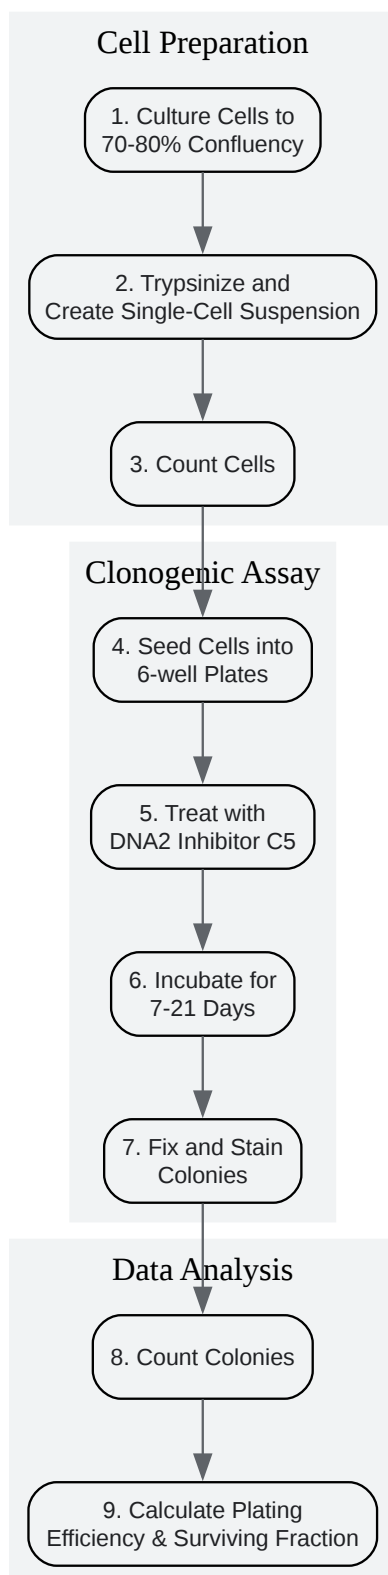 Cell Preparation
1. Culture Cells to
70-80% Confluency
2. Trypsinize and
Create Single-Cell Suspension
3. Count Cells
Clonogenic Assay
4. Seed Cells into
6-well Plates
5. Treat with
DNA2 Inhibitor C5
6. Incubate for
7-21 Days
7. Fix and Stain
Colonies
Data Analysis
8. Count Colonies
9. Calculate Plating
Efficiency & Surviving Fraction